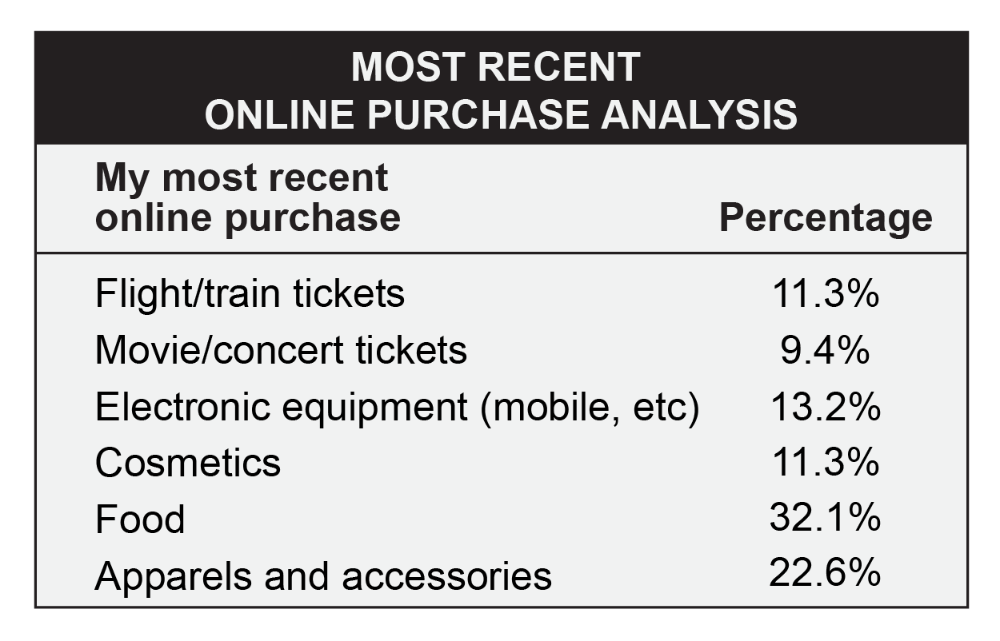 MOST RECENT
ONLINE PURCHASE ANALYSIS
My most recent
online purchase Percentage
Flight/train tickets 11.3%
Movie/concert tickets 9.4%
Electronic equipment (mobile, etc) 13.2%
Cosmetics 11.3%
Food 32.1%
Apparels and accessories 22.6%